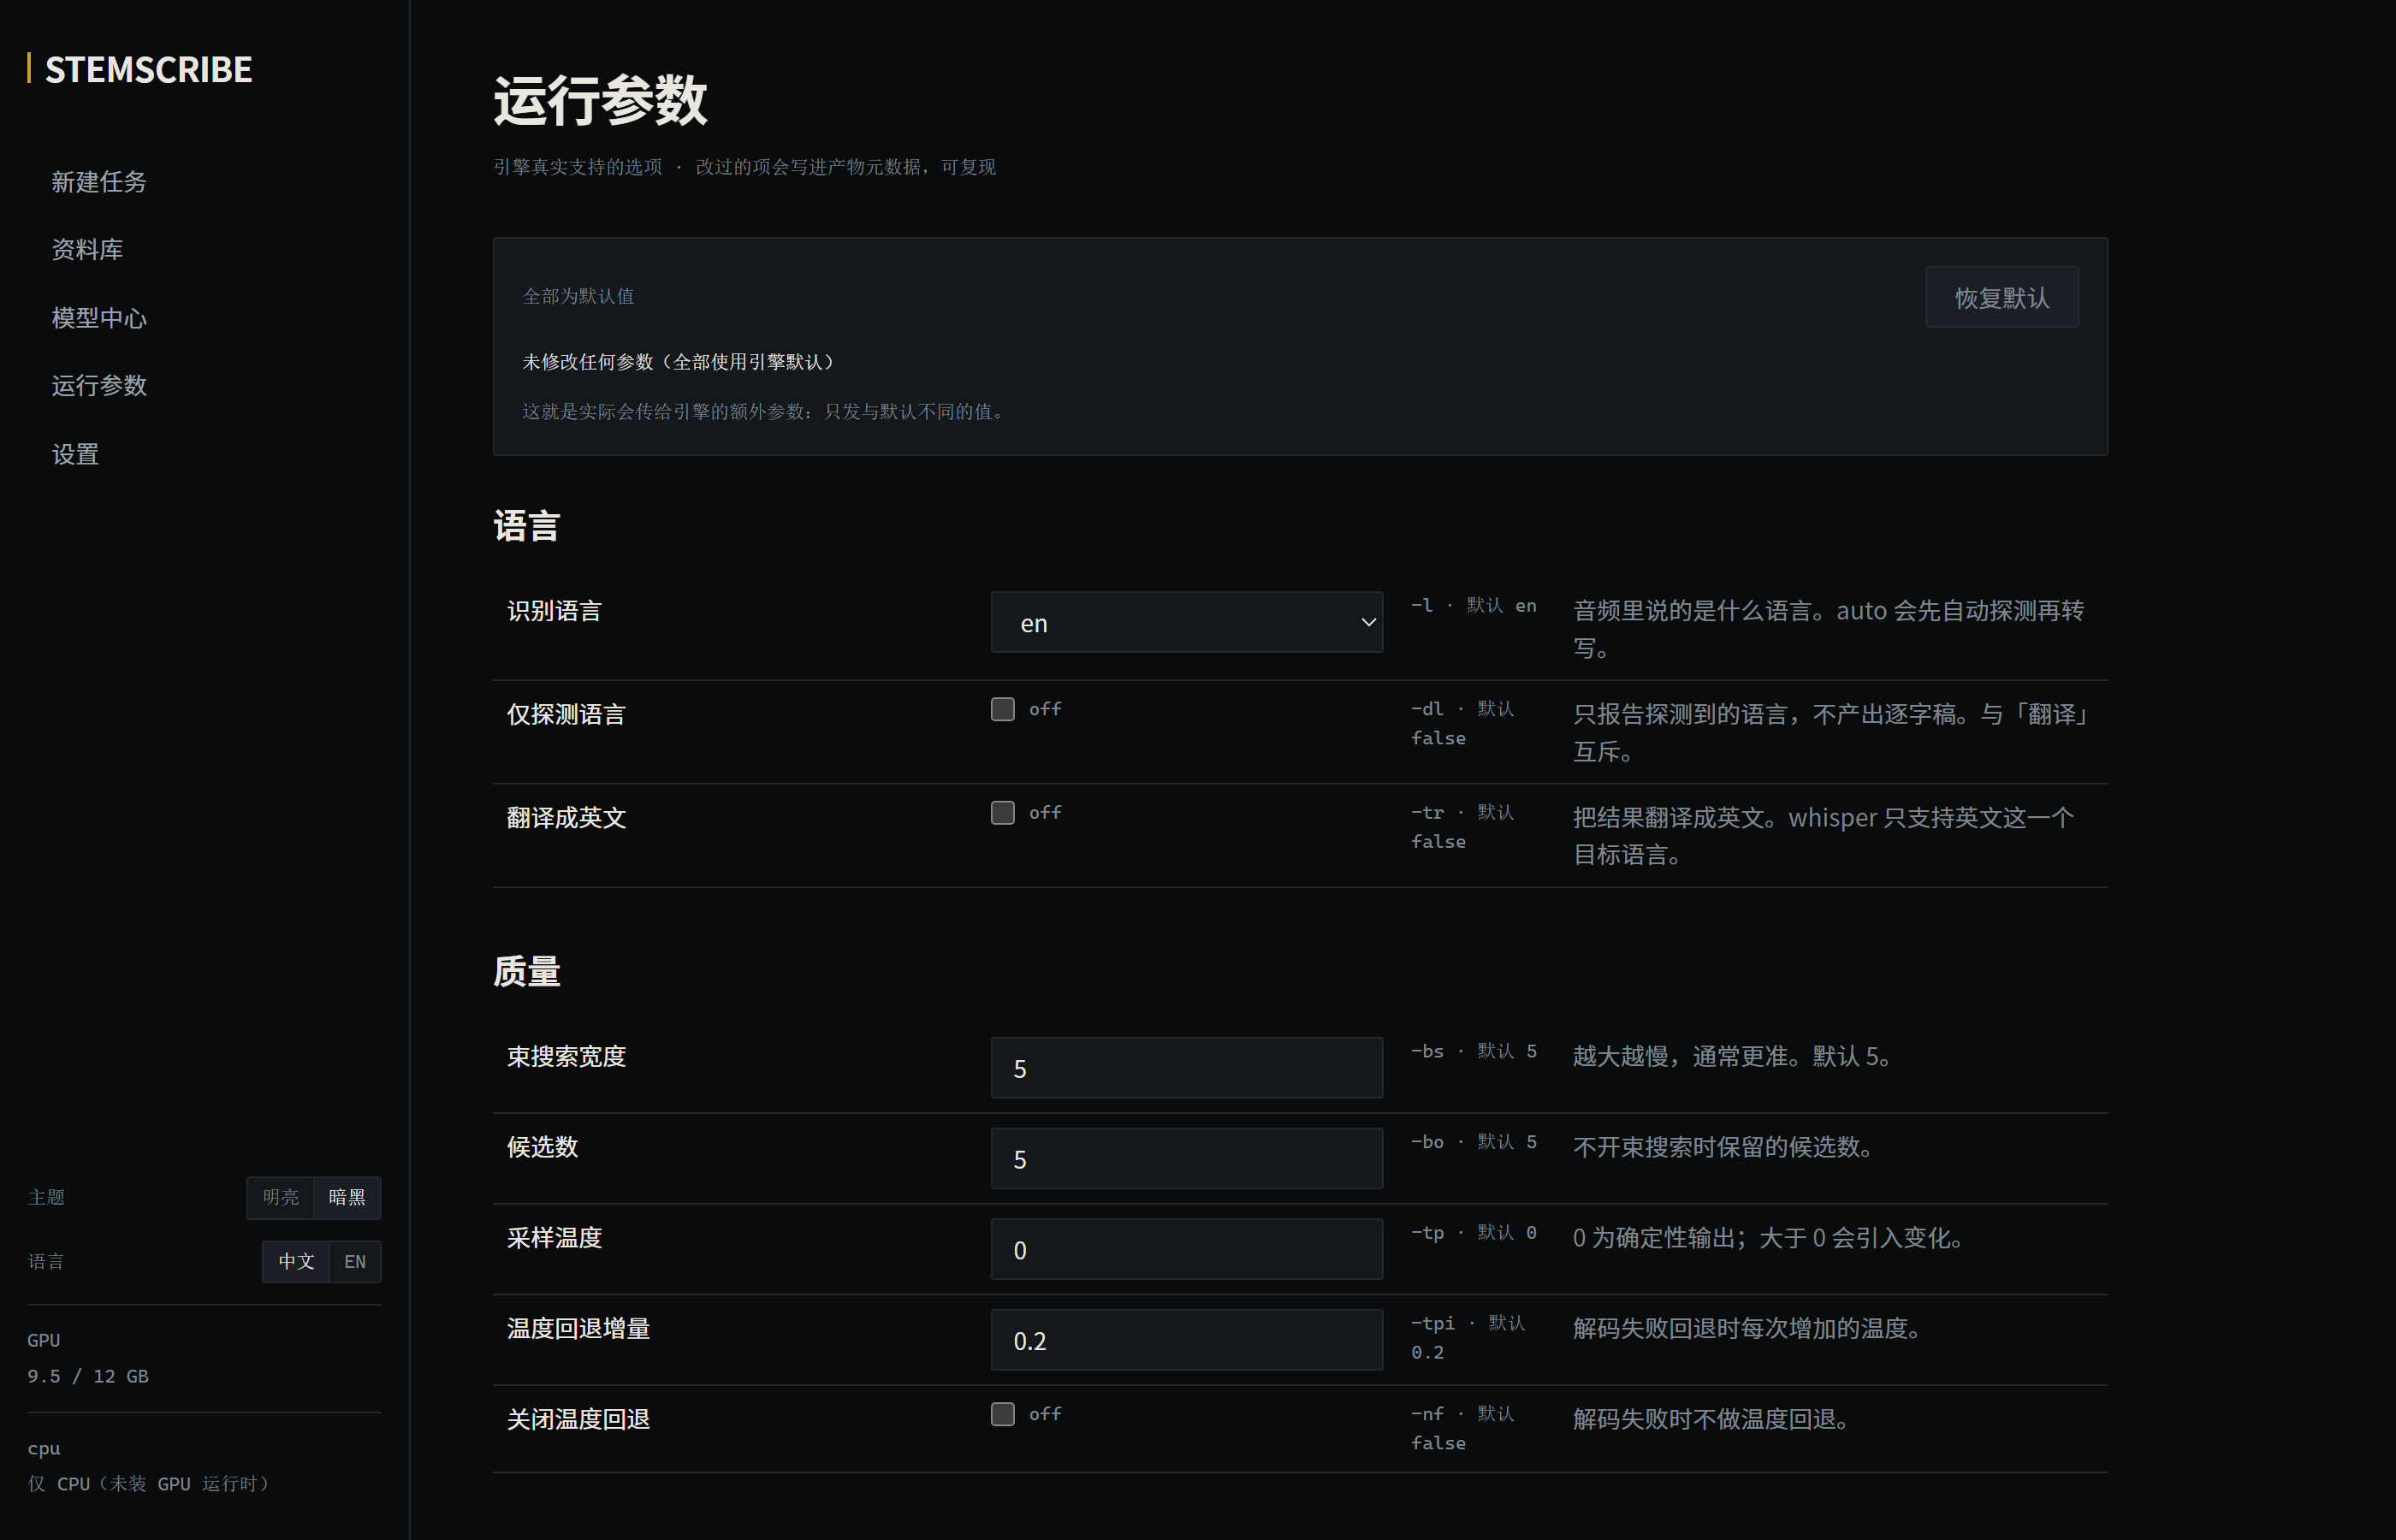 STEMSCRIBE
新建任务
资料库
模型中心
运行参数
设置
主题
明亮
暗黑
语言
中文
EN
GPU
9.5 / 12 GB
cpu
仅 CPU（未装 GPU 运行时）
运行参数
引擎真实支持的选项 · 改过的项会写进产物元数据，可复现
全部为默认值
恢复默认
未修改任何参数（全部使用引擎默认）
这就是实际会传给引擎的额外参数：只发与默认不同的值。
语言
识别语言
en
-l · 默认 en
音频里说的是什么语言。auto 会先自动探测再转
写。
仅探测语言
off
-dl · 默认
false
只报告探测到的语言，不产出逐字稿。与「翻译」
互斥。
翻译成英文
off
-tr · 默认
false
把结果翻译成英文。whisper 只支持英文这一个
目标语言。
质量
束搜索宽度
5
-bs · 默认 5
越大越慢，通常更准。默认 5。
候选数
5
-bo · 默认 5
不开束搜索时保留的候选数。
采样温度
0
-tp · 默认 0
0 为确定性输出；大于 0 会引入变化。
温度回退增量
0.2
-tpi · 默认
0.2
解码失败回退时每次增加的温度。
关闭温度回退
off
-nf · 默认
false
解码失败时不做温度回退。